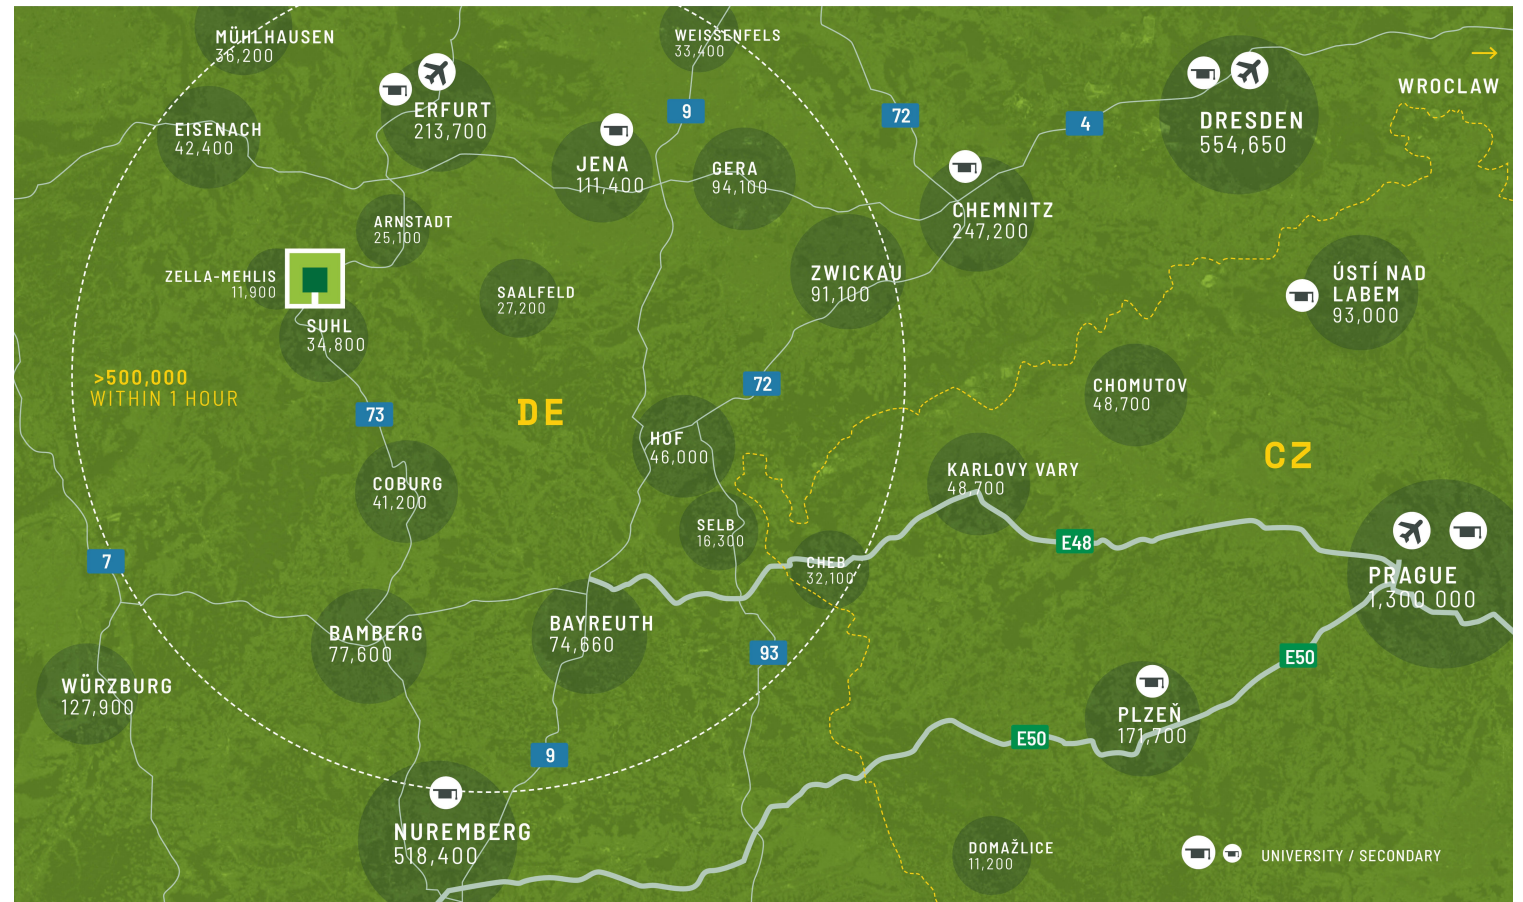 MÜHLHAUSEN
36,200
WEISSENFELS
33,400
WROCLAW
ERFURT
213,700
9
72
4
DRESDEN
554,650
EISENACH
42,400
JENA
111,400
GERA
94,100
ARNSTADT
25,100
CHEMNITZ
247,200
ZELLA-MEHLIS
11,900
SAALFELD
27,200
ZWICKAU
91,100
ÚSTÍ NAD
LABEM
93,000
SUHL
34,800
>500,000
WITHIN 1 HOUR
73
DE
72
CHOMUTOV
48,700
HOF
46,000
CZ
COBURG
41,200
KARLOVY VARY
48,700
SELB
16,300
E48
7
CHEB
32,100
PRAGUE
1,300 000
BAMBERG
77,600
BAYREUTH
74,660
93
E50
WÜRZBURG
127,900
PLZEŇ
171,700
E50
9
NUREMBERG
518,400
DOMAŽLICE
11,200
UNIVERSITY / SECONDARY